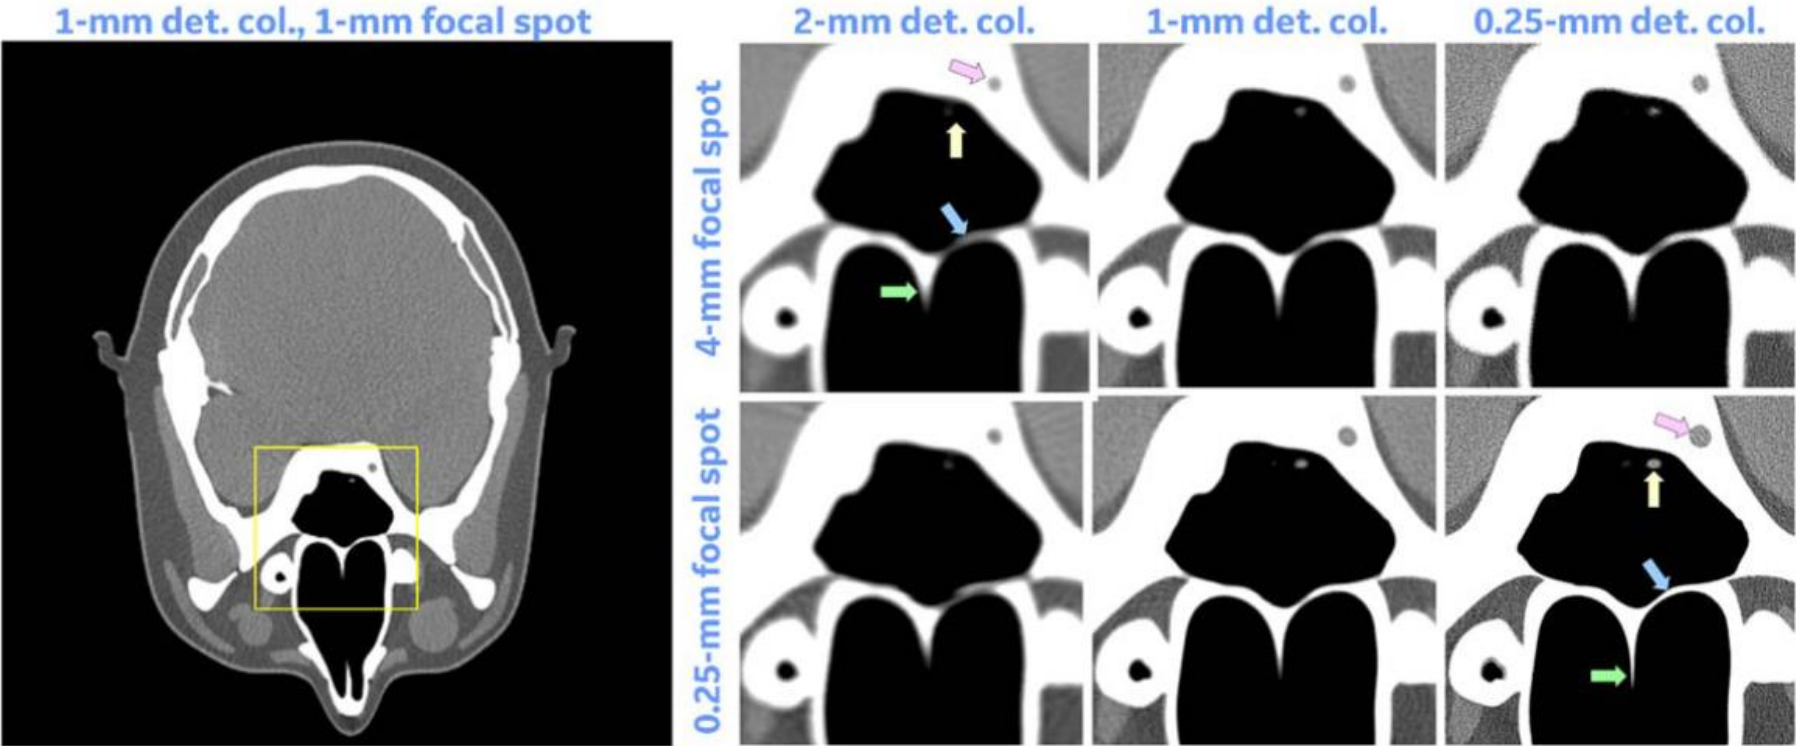 1-mm det. col., 1-mm focal spot
2-mm det. col.
1-mm det. col.
0.25-mm det. col.
4-mm focal spot
0.25-mm focal spot